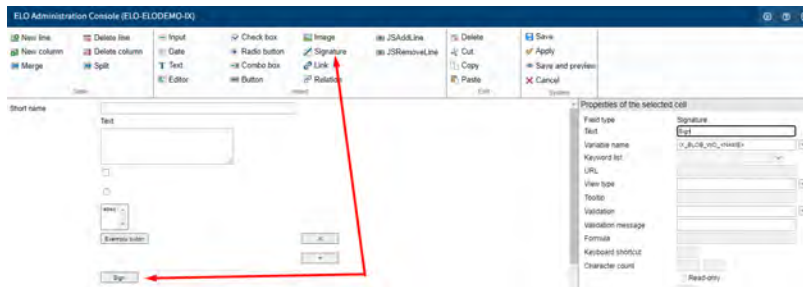 ELO Administration Console (ELO-ELODEMO-IX)
New line Delete line Input Check box Image JSAddLine Delete Save
New column Delete column Date Radio button Signature JSRemoveLine Cut Apply
Merge Split Text Combo box Link Copy Save and preview
Editor Button Relation Paste Cancel
Insert Edit System
Short name
Text
Example button
Sign
Properties of the selected cell
Field type Signature
Text Sign
Variable name IX_BLOB_WD_<NAME>
Keyword list
URL
View type
Tooltip
Validation
Validation message
Formula
Keyboard shortcut
Character count
Read-only